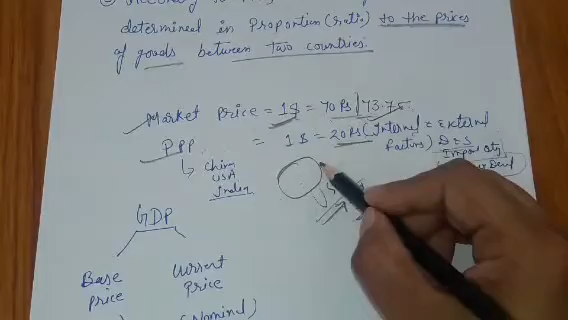 determined in Proportion (ratio) to the prices
of goods between two countries.
Market price = 1$ = 70 Rs / 73.75
PPP = 1 $ = 20 Rs (Internal = External
Factors) D = S
China
USA
India
GDP
Base Price
Current Price
(Nominal)